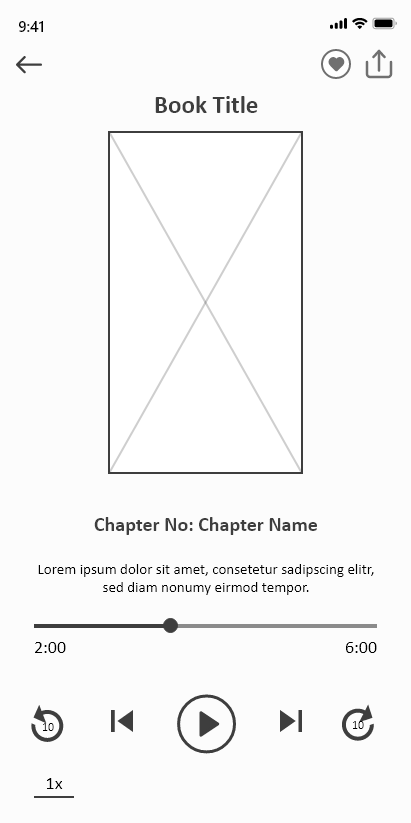 9:41
Book Title
Chapter No: Chapter Name
Lorem ipsum dolor sit amet, consetetur sadipscing elitr,
sed diam nonumy eirmod tempor.
2:00 6:00
10 10
1x